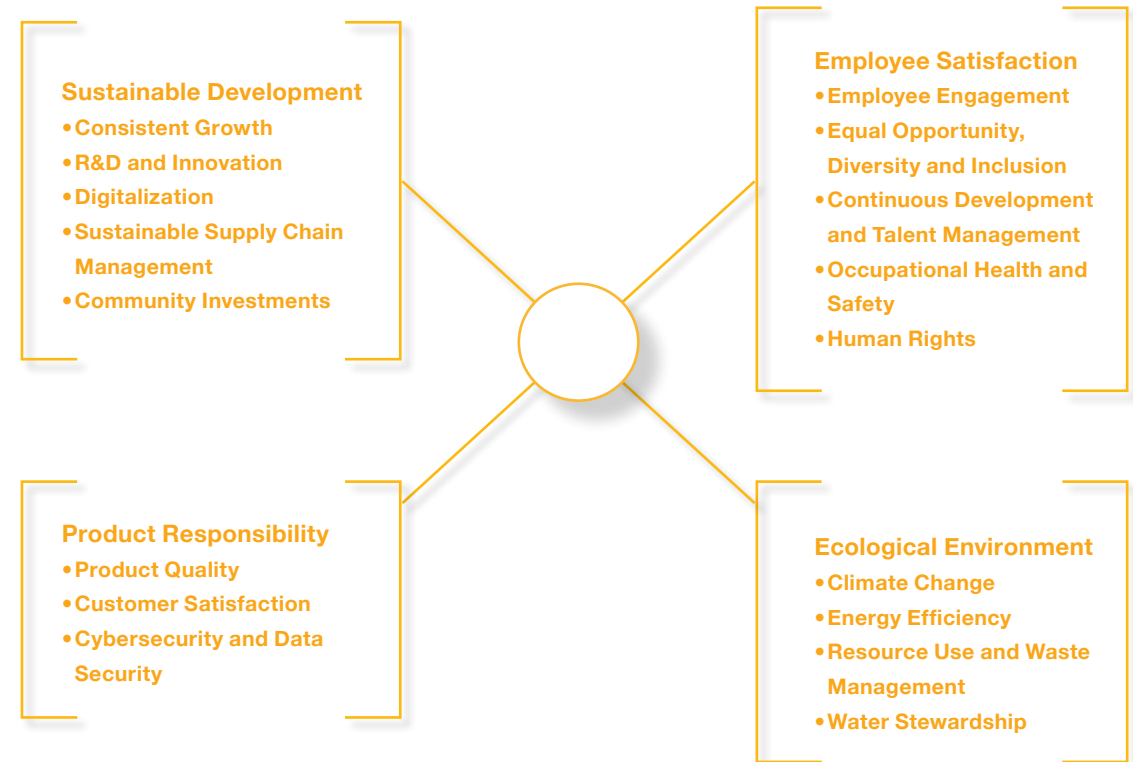 Sustainable Development
•Consistent Growth
•R&D and Innovation
•Digitalization
•Sustainable Supply Chain
Management
•Community Investments
Employee Satisfaction
•Employee Engagement
•Equal Opportunity,
Diversity and Inclusion
•Continuous Development
and Talent Management
•Occupational Health and
Safety
•Human Rights
Product Responsibility
•Product Quality
•Customer Satisfaction
•Cybersecurity and Data
Security
Ecological Environment
•Climate Change
•Energy Efficiency
•Resource Use and Waste
Management
•Water Stewardship